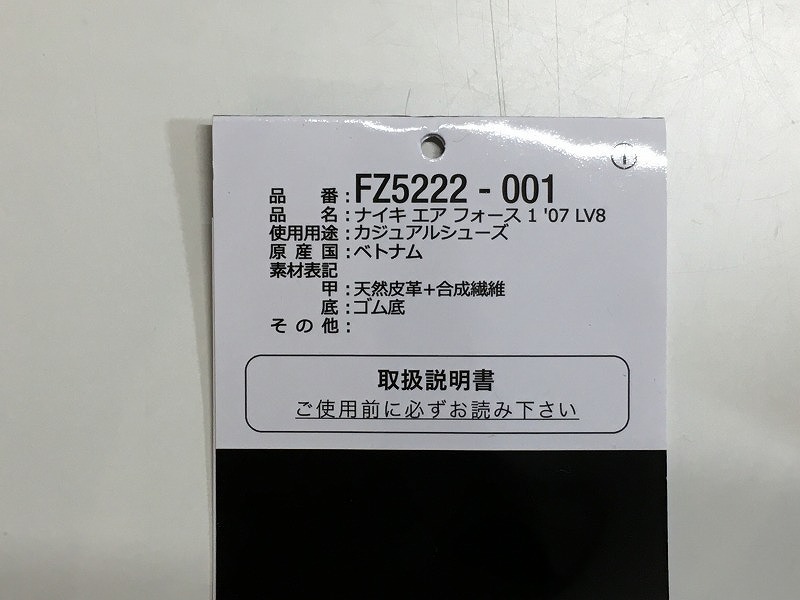 ①
品番：FZ5222 - 001
品名：ナイキ エア フォース 1 '07 LV8
使用用途：カジュアルシューズ
原産国：ベトナム
素材表記
甲：天然皮革+合成繊維
底：ゴム底
その他：
取扱説明書
ご使用前に必ずお読み下さい